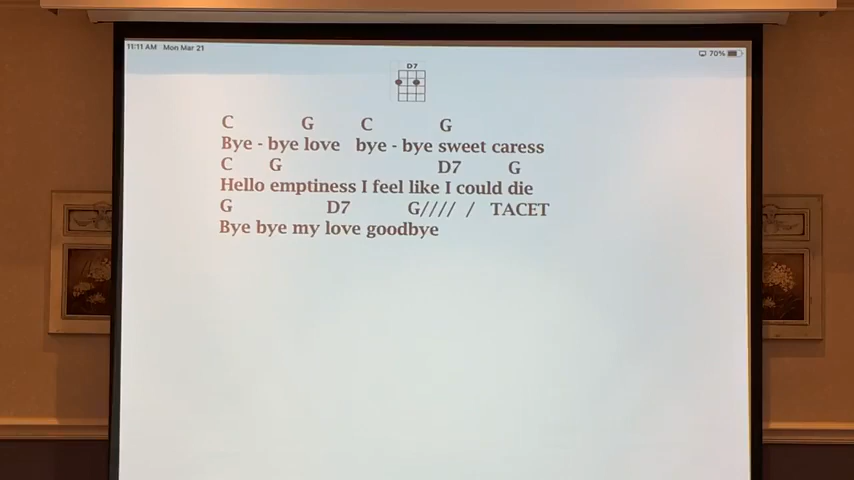 11:11 AM Mon Mar 21
70%
D7
C G C G
Bye - bye love bye - bye sweet caress
C G D7 G
Hello emptiness I feel like I could die
G D7 G//// / TACET
Bye bye my love goodbye